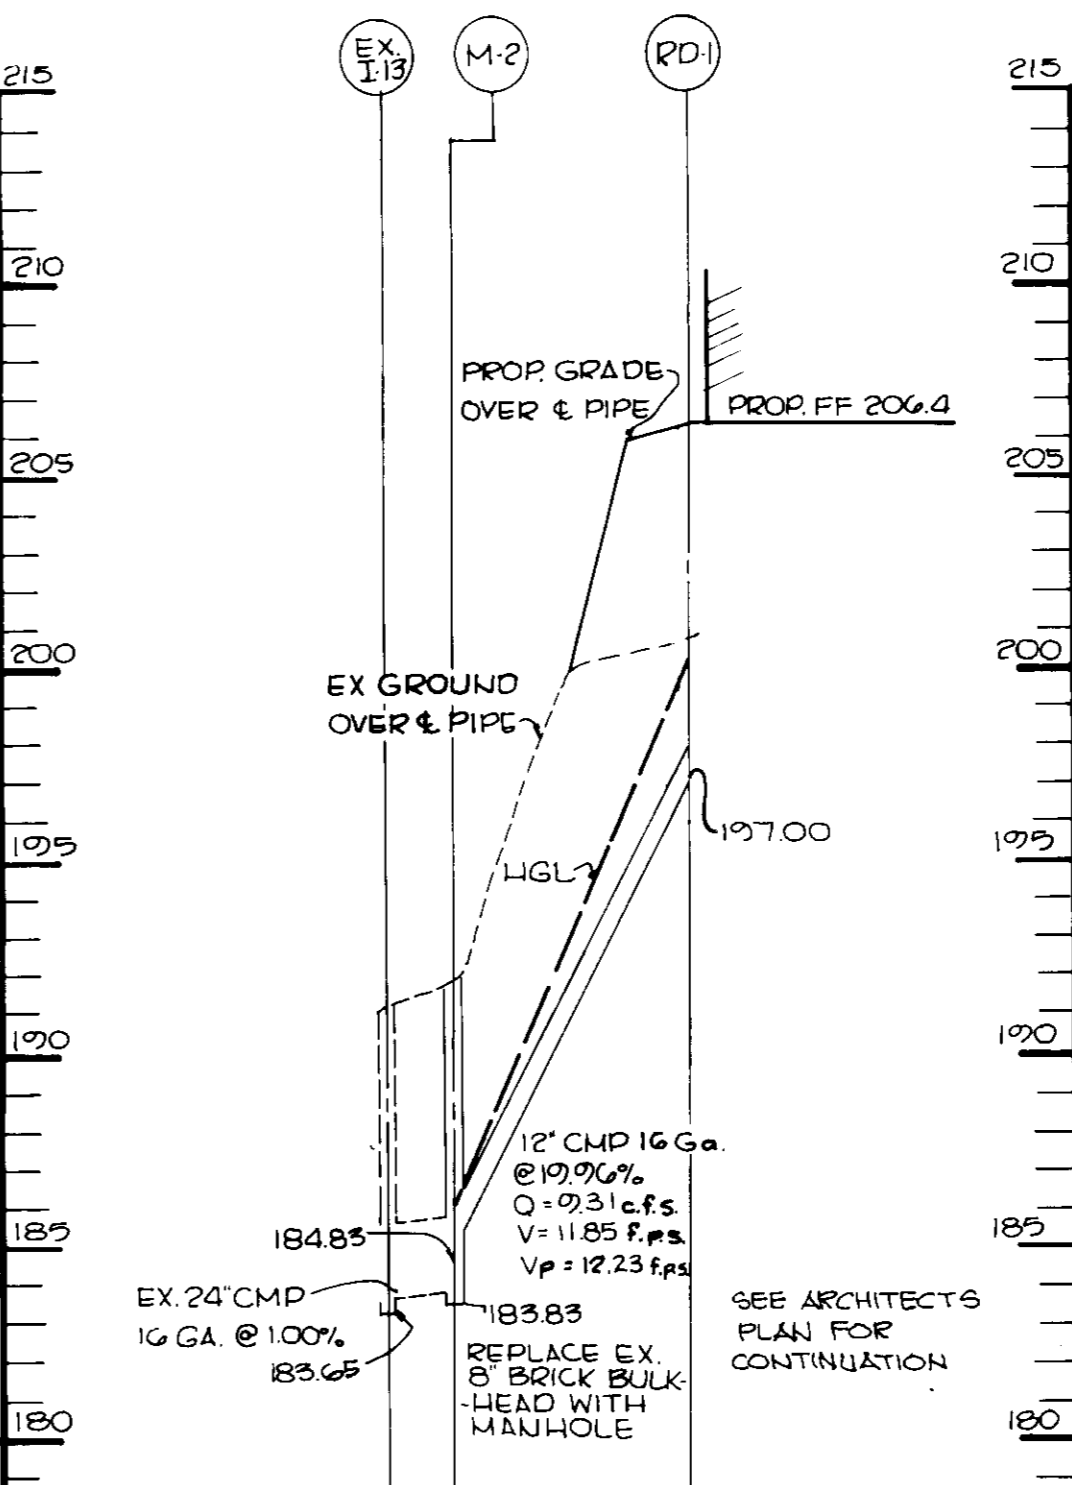 EX.
I-13
M-2
RD-1
215
215
210
210
PROP. GRADE
OVER ℄ PIPE
PROP. FF 206.4
205
205
200
200
EX GROUND
OVER ℄ PIPE
195
195
197.00
HGL
190
190
12" CMP 16 Ga.
@ 19.96%
Q = 9.31 c.f.s.
V = 11.85 f.p.s.
Vp = 12.23 f.p.s.
185
185
184.83
EX. 24" CMP
16 GA. @ 1.00%
183.65
183.83
REPLACE EX.
8" BRICK BULK-
-HEAD WITH
MANHOLE
SEE ARCHITECTS
PLAN FOR
CONTINUATION
180
180